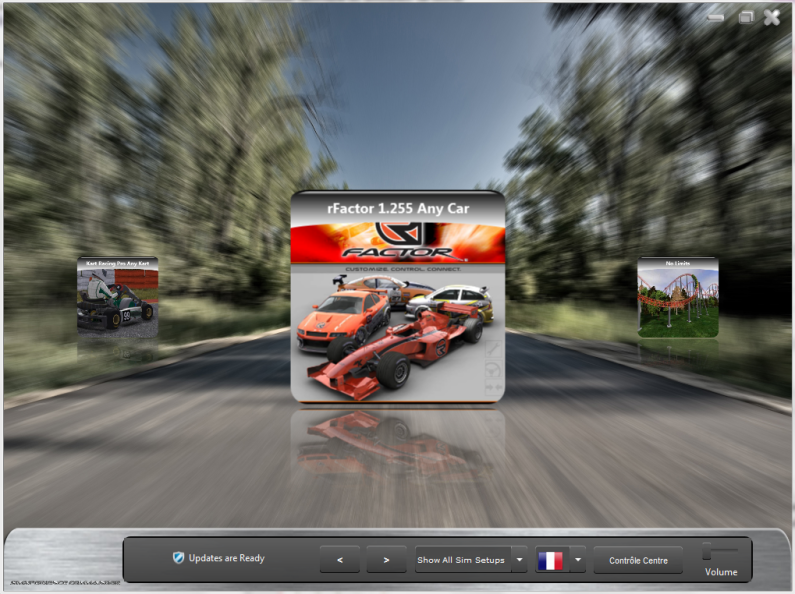 rFactor 1.255 Any Car
FACTOR
CUSTOMIZE. CONTROL. CONNECT.
Kart Racing Pro Any Kart
No Limits
Updates are Ready
<
>
Show All Sim Setups
Contrôle Centre
Volume